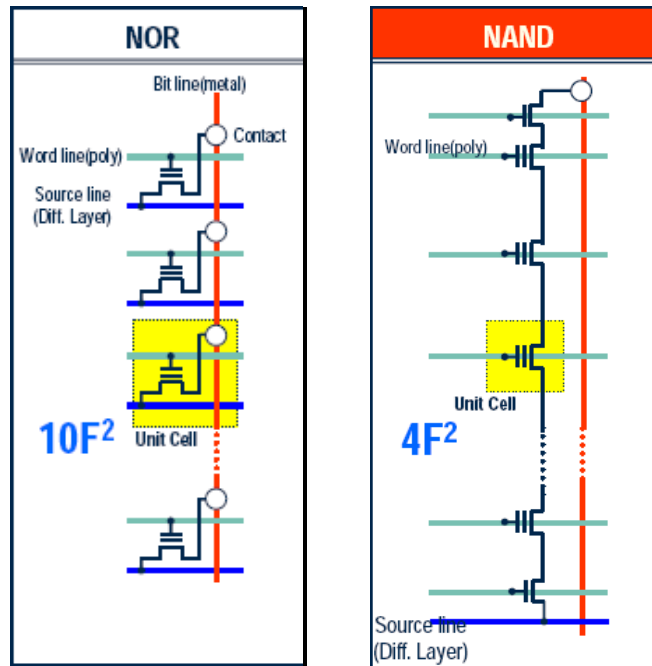 NOR
Bit line(metal)
Contact
Word line(poly)
Source line
(Diff. Layer)
10F²
Unit Cell
NAND
Word line(poly)
Unit Cell
4F²
Source line
(Diff. Layer)